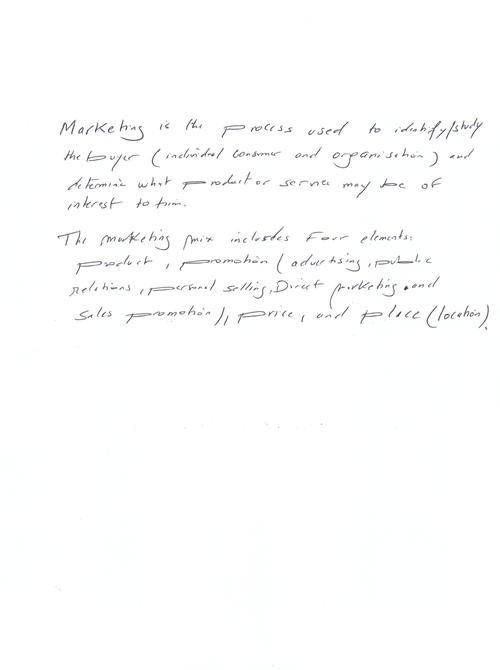 Marketing is the process used to identify/study
the buyer (individual consumer and organisation) and
determine what product or service may be of
interest to him.
The marketing mix includes Four elements:
product, promotion (advertising, public
relations, personal selling, Direct marketing and
sales promotion), price, and place (location).